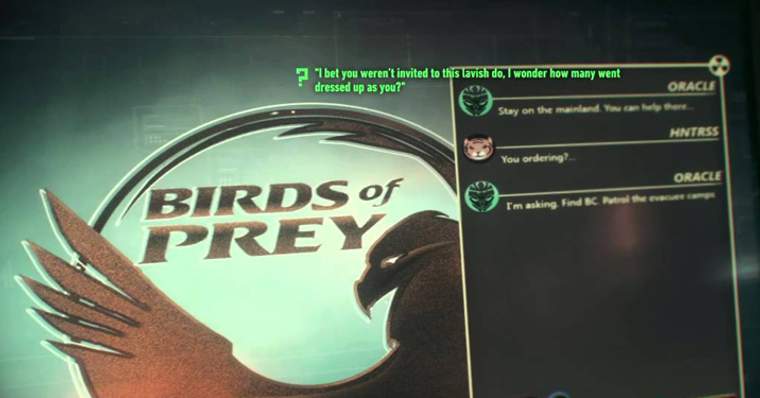 "I bet you weren't invited to this lavish do, I wonder how many went
dressed up as you?"
BIRDS of
PREY
ORACLE
Stay on the mainland. You can help there...
HNTRSS
You ordering?..
ORACLE
I'm asking. Find BC. Patrol the evacuee camps